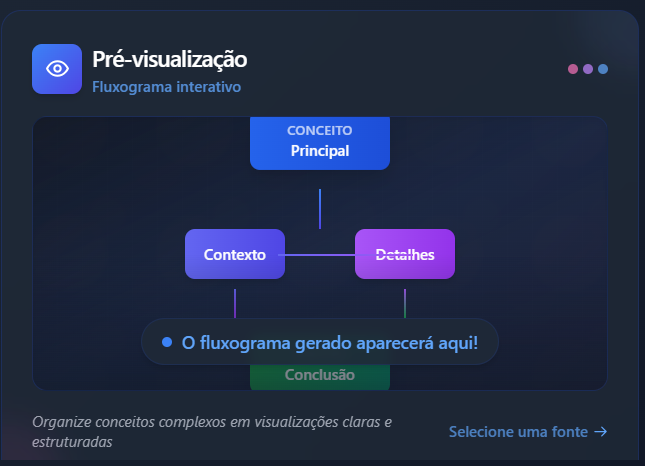 Pré-visualização
Fluxograma interativo
CONCEITO
Principal
Contexto
Detalhes
O fluxograma gerado aparecerá aqui!
Conclusão
Organize conceitos complexos em visualizações claras e
estruturadas
Selecione uma fonte →